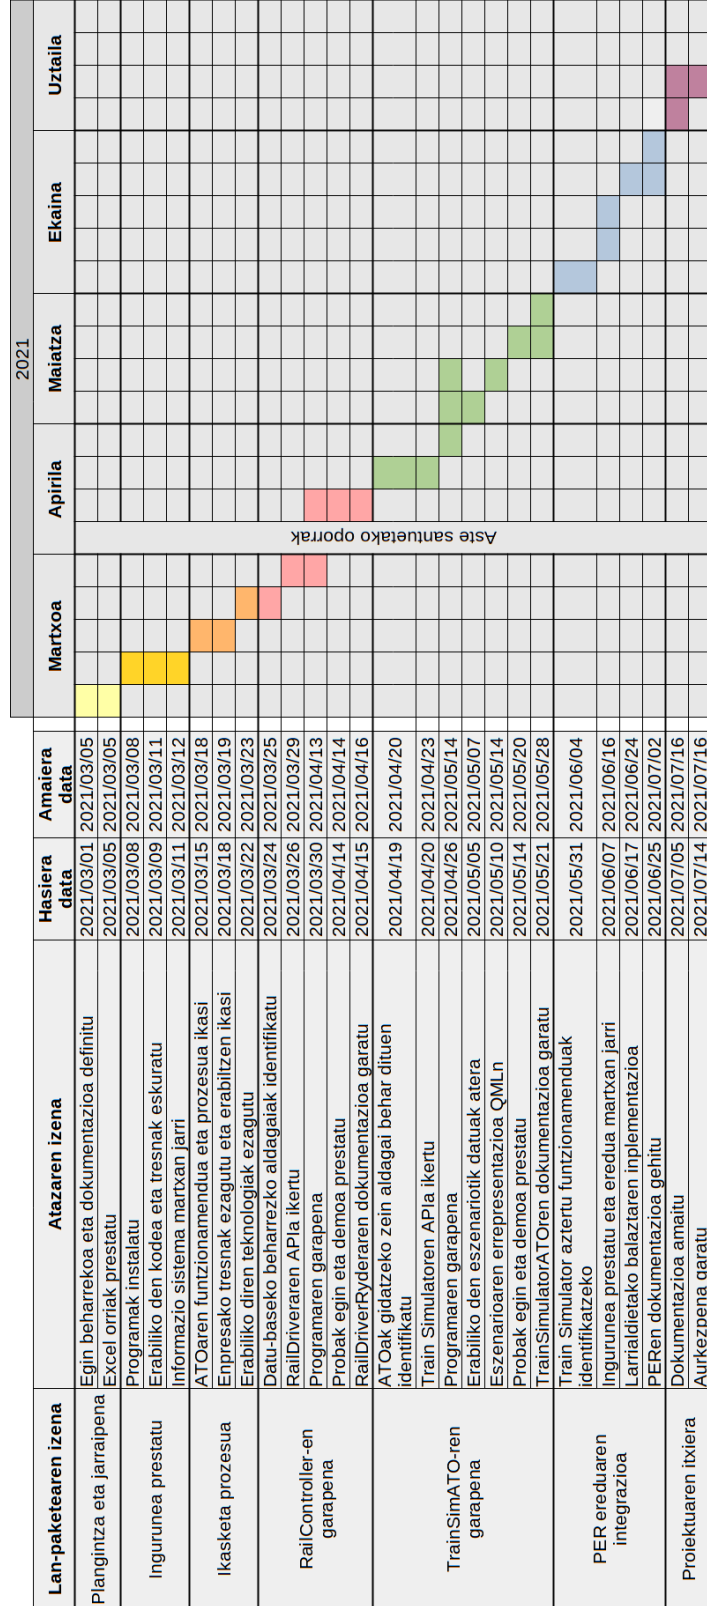 2021
Lan-paketearen izena Atazaren izena Hasiera data Amaiera data Martxoa Apirila Maiatza Ekaina Uztaila
Plangintza eta jarraipena
Egin beharrekoa eta dokumentazioa definitu 2021/03/01 2021/03/05
Excel orriak prestatu 2021/03/05 2021/03/05
Ingurunea prestatu
Programak instalatu 2021/03/08 2021/03/08
Erabiliko den kodea eta tresnak eskuratu 2021/03/09 2021/03/11
Informazio sistema martxan jarri 2021/03/11 2021/03/12
Ikasketa prozesua
ATOaren funtzionamendua eta prozesua ikasi 2021/03/15 2021/03/18
Enpresako tresnak ezagutu eta erabiltzen ikasi 2021/03/18 2021/03/19
Erabiliko diren teknologiak ezagutu 2021/03/22 2021/03/23
RailController-en
garapena
Datu-baseko beharrezko aldagaiak identifikatu 2021/03/24 2021/03/25
RailDriveraren APIa ikertu 2021/03/26 2021/03/29
Programaren garapena 2021/03/30 2021/04/13
Probak egin eta demoa prestatu 2021/04/14 2021/04/14
RailDriverRyderaren dokumentazioa garatu 2021/04/15 2021/04/16
Aste santuetako oporrak
TrainSimATO-ren
garapena
ATOak gidatzeko zein aldagai behar dituen
identifikatu 2021/04/19 2021/04/20
Train Simulatoren APIa ikertu 2021/04/20 2021/04/23
Programaren garapena 2021/04/26 2021/05/14
Erabiliko den eszenariotik datuak atera 2021/05/05 2021/05/07
Eszenarioaren errepresentazioa QMLn 2021/05/10 2021/05/14
Probak egin eta demoa prestatu 2021/05/14 2021/05/20
TrainSimulatorATOren dokumentazioa garatu 2021/05/21 2021/05/28
PER ereduaren
integrazioa
Train Simulator aztertu funtzionamenduak
identifikatzeko 2021/05/31 2021/06/04
Ingurunea prestatu eta eredua martxan jarri 2021/06/07 2021/06/16
Larrialdietako balaztaren inplementazioa 2021/06/17 2021/06/24
PERen dokumentazioa gehitu 2021/06/25 2021/07/02
Proiektuaren itxiera
Dokumentazioa amaitu 2021/07/05 2021/07/16
Aurkezpena garatu 2021/07/14 2021/07/16